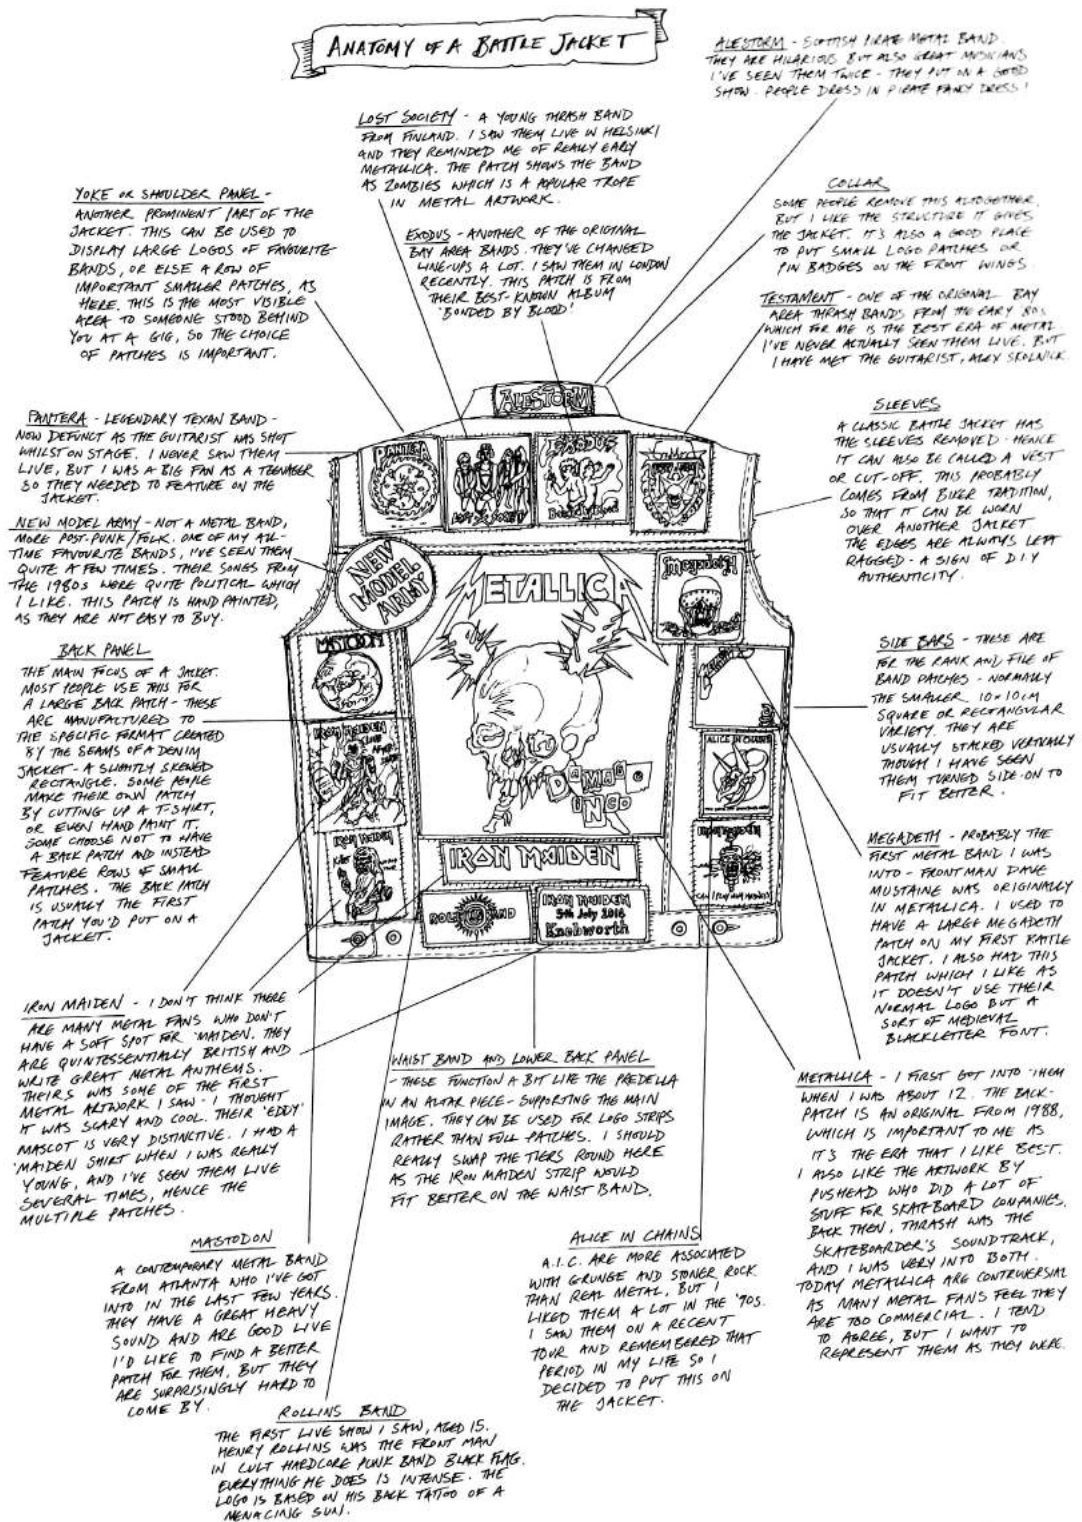 ANATOMY OF A BATTLE JACKET
ALESTORM - SCOTTISH PIRATE METAL BAND.
THEY ARE HILARIOUS BUT ALSO GREAT MUSICIANS
I'VE SEEN THEM TWICE - THEY PUT ON A GOOD
SHOW. PEOPLE DRESS IN PIRATE FANCY DRESS!
LOST SOCIETY - A YOUNG THRASH BAND
FROM FINLAND. I SAW THEM LIVE IN HELSINKI
AND THEY REMINDED ME OF REALLY EARLY
METALLICA. THE PATCH SHOWS THE BAND
AS ZOMBIES WHICH IS A POPULAR TROPE
IN METAL ARTWORK.
YOKE OR SHOULDER PANEL -
ANOTHER PROMINENT PART OF THE
JACKET. THIS CAN BE USED TO
DISPLAY LARGE LOGOS OF FAVOURITE
BANDS, OR ELSE A ROW OF
IMPORTANT SMALLER PATCHES, AS
HERE. THIS IS THE MOST VISIBLE
AREA TO SOMEONE STOOD BEHIND
YOU AT A GIG, SO THE CHOICE
OF PATCHES IS IMPORTANT.
EXODUS - ANOTHER OF THE ORIGINAL
BAY AREA BANDS. THEY'VE CHANGED
LINE-UPS A LOT. I SAW THEM IN LONDON
RECENTLY. THIS PATCH IS FROM
THEIR BEST-KNOWN ALBUM
'BONDED BY BLOOD'.
COLLAR
SOME PEOPLE REMOVE THIS ALTOGETHER.
BUT I LIKE THE STRUCTURE IT GIVES
THE JACKET. IT'S ALSO A GOOD PLACE
TO PUT SMALL LOGO PATCHES OR
PIN BADGES ON THE FRONT WINGS.
TESTAMENT - ONE OF THE ORIGINAL BAY
AREA THRASH BANDS FROM THE EARY 80s
WHICH FOR ME IS THE BEST ERA OF METAL.
I'VE NEVER ACTUALLY SEEN THEM LIVE. BUT
I HAVE MET THE GUITARIST, ALEX SKOLNICK.
PANTERA - LEGENDARY TEXAN BAND -
NOW DEFUNCT AS THE GUITARIST WAS SHOT
WHILST ON STAGE. I NEVER SAW THEM
LIVE, BUT I WAS A BIG FAN AS A TEENAGER
SO THEY NEEDED TO FEATURE ON THE
JACKET.
SLEEVES
A CLASSIC BATTLE JACKET HAS
THE SLEEVES REMOVED - HENCE
IT CAN ALSO BE CALLED A VEST
OR CUT-OFF. THIS PROBABLY
COMES FROM BIKER TRADITION,
SO THAT IT CAN BE WORN
OVER ANOTHER JACKET
THE EDGES ARE ALWAYS LEFT
RAGGED - A SIGN OF D.I.Y
AUTHENTICITY.
NEW MODEL ARMY - NOT A METAL BAND,
MORE POST-PUNK/FOLK. ONE OF MY ALL-
TIME FAVOURITE BANDS, I'VE SEEN THEM
QUITE A FEW TIMES. THEIR SONGS FROM
THE 1980s WERE QUITE POLITICAL WHICH
I LIKE. THIS PATCH IS HAND PAINTED,
AS THEY ARE NOT EASY TO BUY.
ALESTORM
PANTERA
LOST SOCIETY
EXODUS
Bonded by Blood
NEW
MODEL
ARMY
METALLICA
Megadeth
MASTODON
IRON MAIDEN
LIVE
AFTER
DEATH
ALICE IN CHAINS
DAMAGE
INC
IRON MAIDEN
IRON MAIDEN
IRON MAIDEN
CAN I PLAY WITH MADNESS
ROLLINS BAND
IRON MAIDEN
5th July 2014
Knebworth
BACK PANEL
THE MAIN FOCUS OF A JACKET.
MOST PEOPLE USE THIS FOR
A LARGE BACK PATCH - THESE
ARE MANUFACTURED TO
THE SPECIFIC FORMAT CREATED
BY THE SEAMS OF A DENIM
JACKET - A SLIGHTLY SKEWED
RECTANGLE. SOME PEOPLE
MAKE THEIR OWN PATCH
BY CUTTING UP A T-SHIRT,
OR EVEN HAND PAINT IT.
SOME CHOOSE NOT TO HAVE
A BACK PATCH AND INSTEAD
FEATURE ROWS OF SMALL
PATCHES. THE BACK PATCH
IS USUALLY THE FIRST
PATCH YOU'D PUT ON A
JACKET.
SIDE BARS - THESE ARE
FOR THE RANK AND FILE OF
BAND PATCHES - NORMALLY
THE SMALLER 10x10cm
SQUARE OR RECTANGULAR
VARIETY. THEY ARE
USUALLY STACKED VERTICALLY
THOUGH I HAVE SEEN
THEM TURNED SIDE-ON TO
FIT BETTER.
MEGADETH - PROBABLY THE
FIRST METAL BAND I WAS
INTO - FRONTMAN DAVE
MUSTAINE WAS ORIGINALLY
IN METALLICA. I USED TO
HAVE A LARGE MEGADETH
PATCH ON MY FIRST BATTLE
JACKET. I ALSO HAD THIS
PATCH WHICH I LIKE AS
IT DOESN'T USE THEIR
NORMAL LOGO BUT A
SORT OF MEDIEVAL
BLACKLETTER FONT.
IRON MAIDEN - I DON'T THINK THERE
ARE MANY METAL FANS WHO DON'T
HAVE A SOFT SPOT FOR 'MAIDEN. THEY
ARE QUINTESSENTIALLY BRITISH AND
WRITE GREAT METAL ANTHEMS.
THEIRS WAS SOME OF THE FIRST
METAL ARTWORK I SAW - I THOUGHT
IT WAS SCARY AND COOL. THEIR 'EDDY'
MASCOT IS VERY DISTINCTIVE. I HAD A
'MAIDEN SHIRT WHEN I WAS REALLY
YOUNG, AND I'VE SEEN THEM LIVE
SEVERAL TIMES, HENCE THE
MULTIPLE PATCHES.
WAIST BAND AND LOWER BACK PANEL
- THESE FUNCTION A BIT LIKE THE PREDELLA
IN AN ALTAR PIECE - SUPPORTING THE MAIN
IMAGE. THEY CAN BE USED FOR LOGO STRIPS
RATHER THAN FULL PATCHES. I SHOULD
REALLY SWAP THE TIERS ROUND HERE
AS THE IRON MAIDEN STRIP WOULD
FIT BETTER ON THE WAIST BAND.
METALLICA - I FIRST GOT INTO THEM
WHEN I WAS ABOUT 12. THE BACK-
PATCH IS AN ORIGINAL FROM 1988,
WHICH IS IMPORTANT TO ME AS
IT'S THE ERA THAT I LIKE BEST.
I ALSO LIKE THE ARTWORK BY
PUSHEAD WHO DID A LOT OF
STUFF FOR SKATEBOARD COMPANIES.
BACK THEN, THRASH WAS THE
SKATEBOARDER'S SOUNDTRACK,
AND I WAS VERY INTO BOTH.
TODAY METALLICA ARE CONTROVERSIAL
AS MANY METAL FANS FEEL THEY
ARE TOO COMMERCIAL. I TEND
TO AGREE, BUT I WANT TO
REPRESENT THEM AS THEY WERE.
MASTODON
A CONTEMPORARY METAL BAND
FROM ATLANTA WHO I'VE GOT
INTO IN THE LAST FEW YEARS.
THEY HAVE A GREAT HEAVY
SOUND AND ARE GOOD LIVE
I'D LIKE TO FIND A BETTER
PATCH FOR THEM, BUT THEY
ARE SURPRISINGLY HARD TO
COME BY.
ALICE IN CHAINS
A.I.C. ARE MORE ASSOCIATED
WITH GRUNGE AND STONER ROCK
THAN REAL METAL, BUT I
LIKED THEM A LOT IN THE '90s.
I SAW THEM ON A RECENT
TOUR AND REMEMBERED THAT
PERIOD IN MY LIFE SO I
DECIDED TO PUT THIS ON
THE JACKET.
ROLLINS BAND
THE FIRST LIVE SHOW I SAW, AGED 15.
HENRY ROLLINS WAS THE FRONT MAN
IN CULT HARDCORE PUNK BAND BLACK FLAG.
EVERYTHING HE DOES IS INTENSE. THE
LOGO IS BASED ON HIS BACK TATTOO OF A
MENACING SUN.